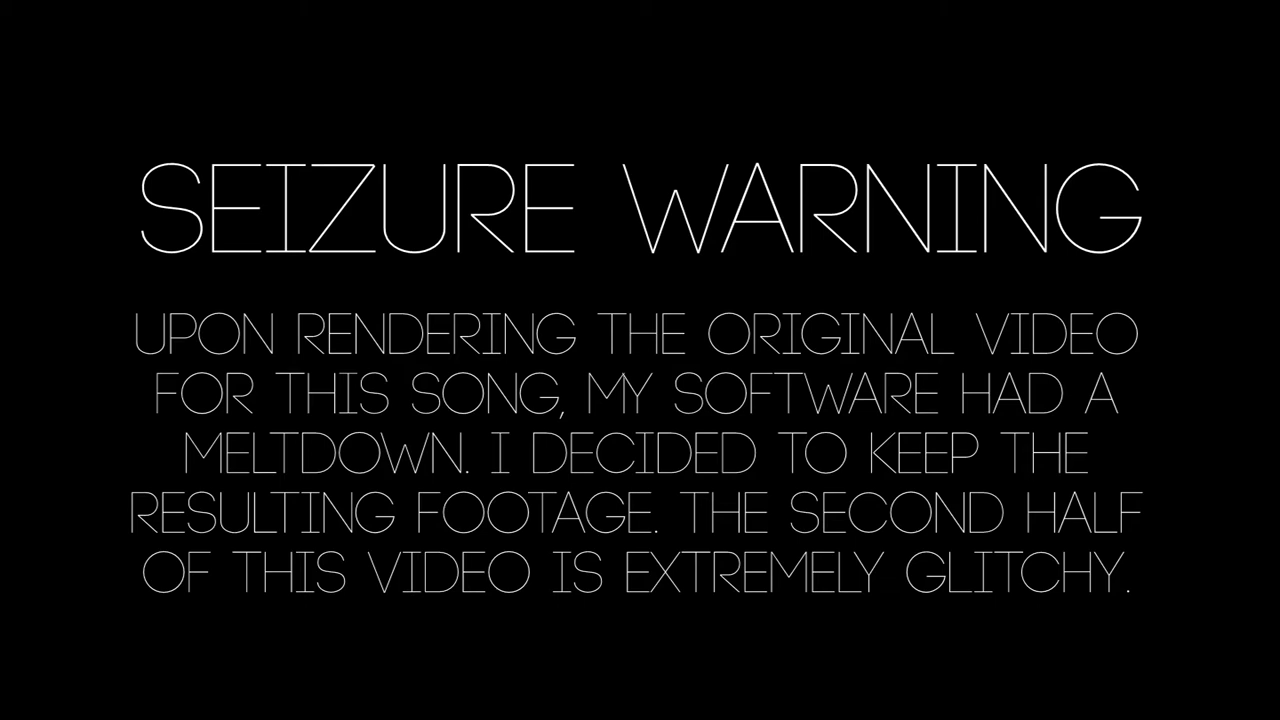 SEIZURE WARNING
UPON RENDERING THE ORIGINAL VIDEO
FOR THIS SONG, MY SOFTWARE HAD A
MELTDOWN. I DECIDED TO KEEP THE
RESULTING FOOTAGE. THE SECOND HALF
OF THIS VIDEO IS EXTREMELY GLITCHY.